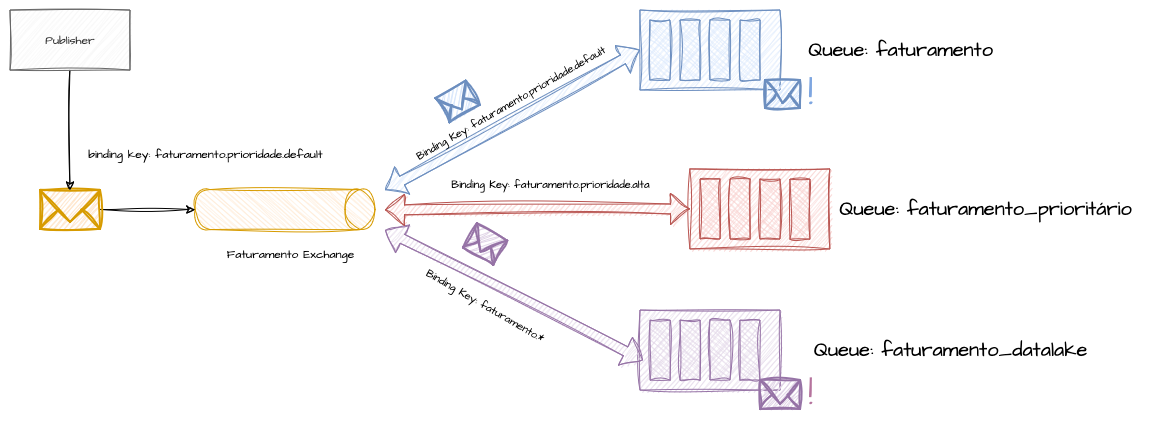 Publisher
binding key: faturamento.prioridade.default
Faturamento Exchange
Binding Key: faturamento.prioridade.default
Queue: faturamento
!
Binding Key: faturamento.prioridade.alta
Queue: faturamento_prioritário
Binding Key: faturamento.*
Queue: faturamento_datalake
!